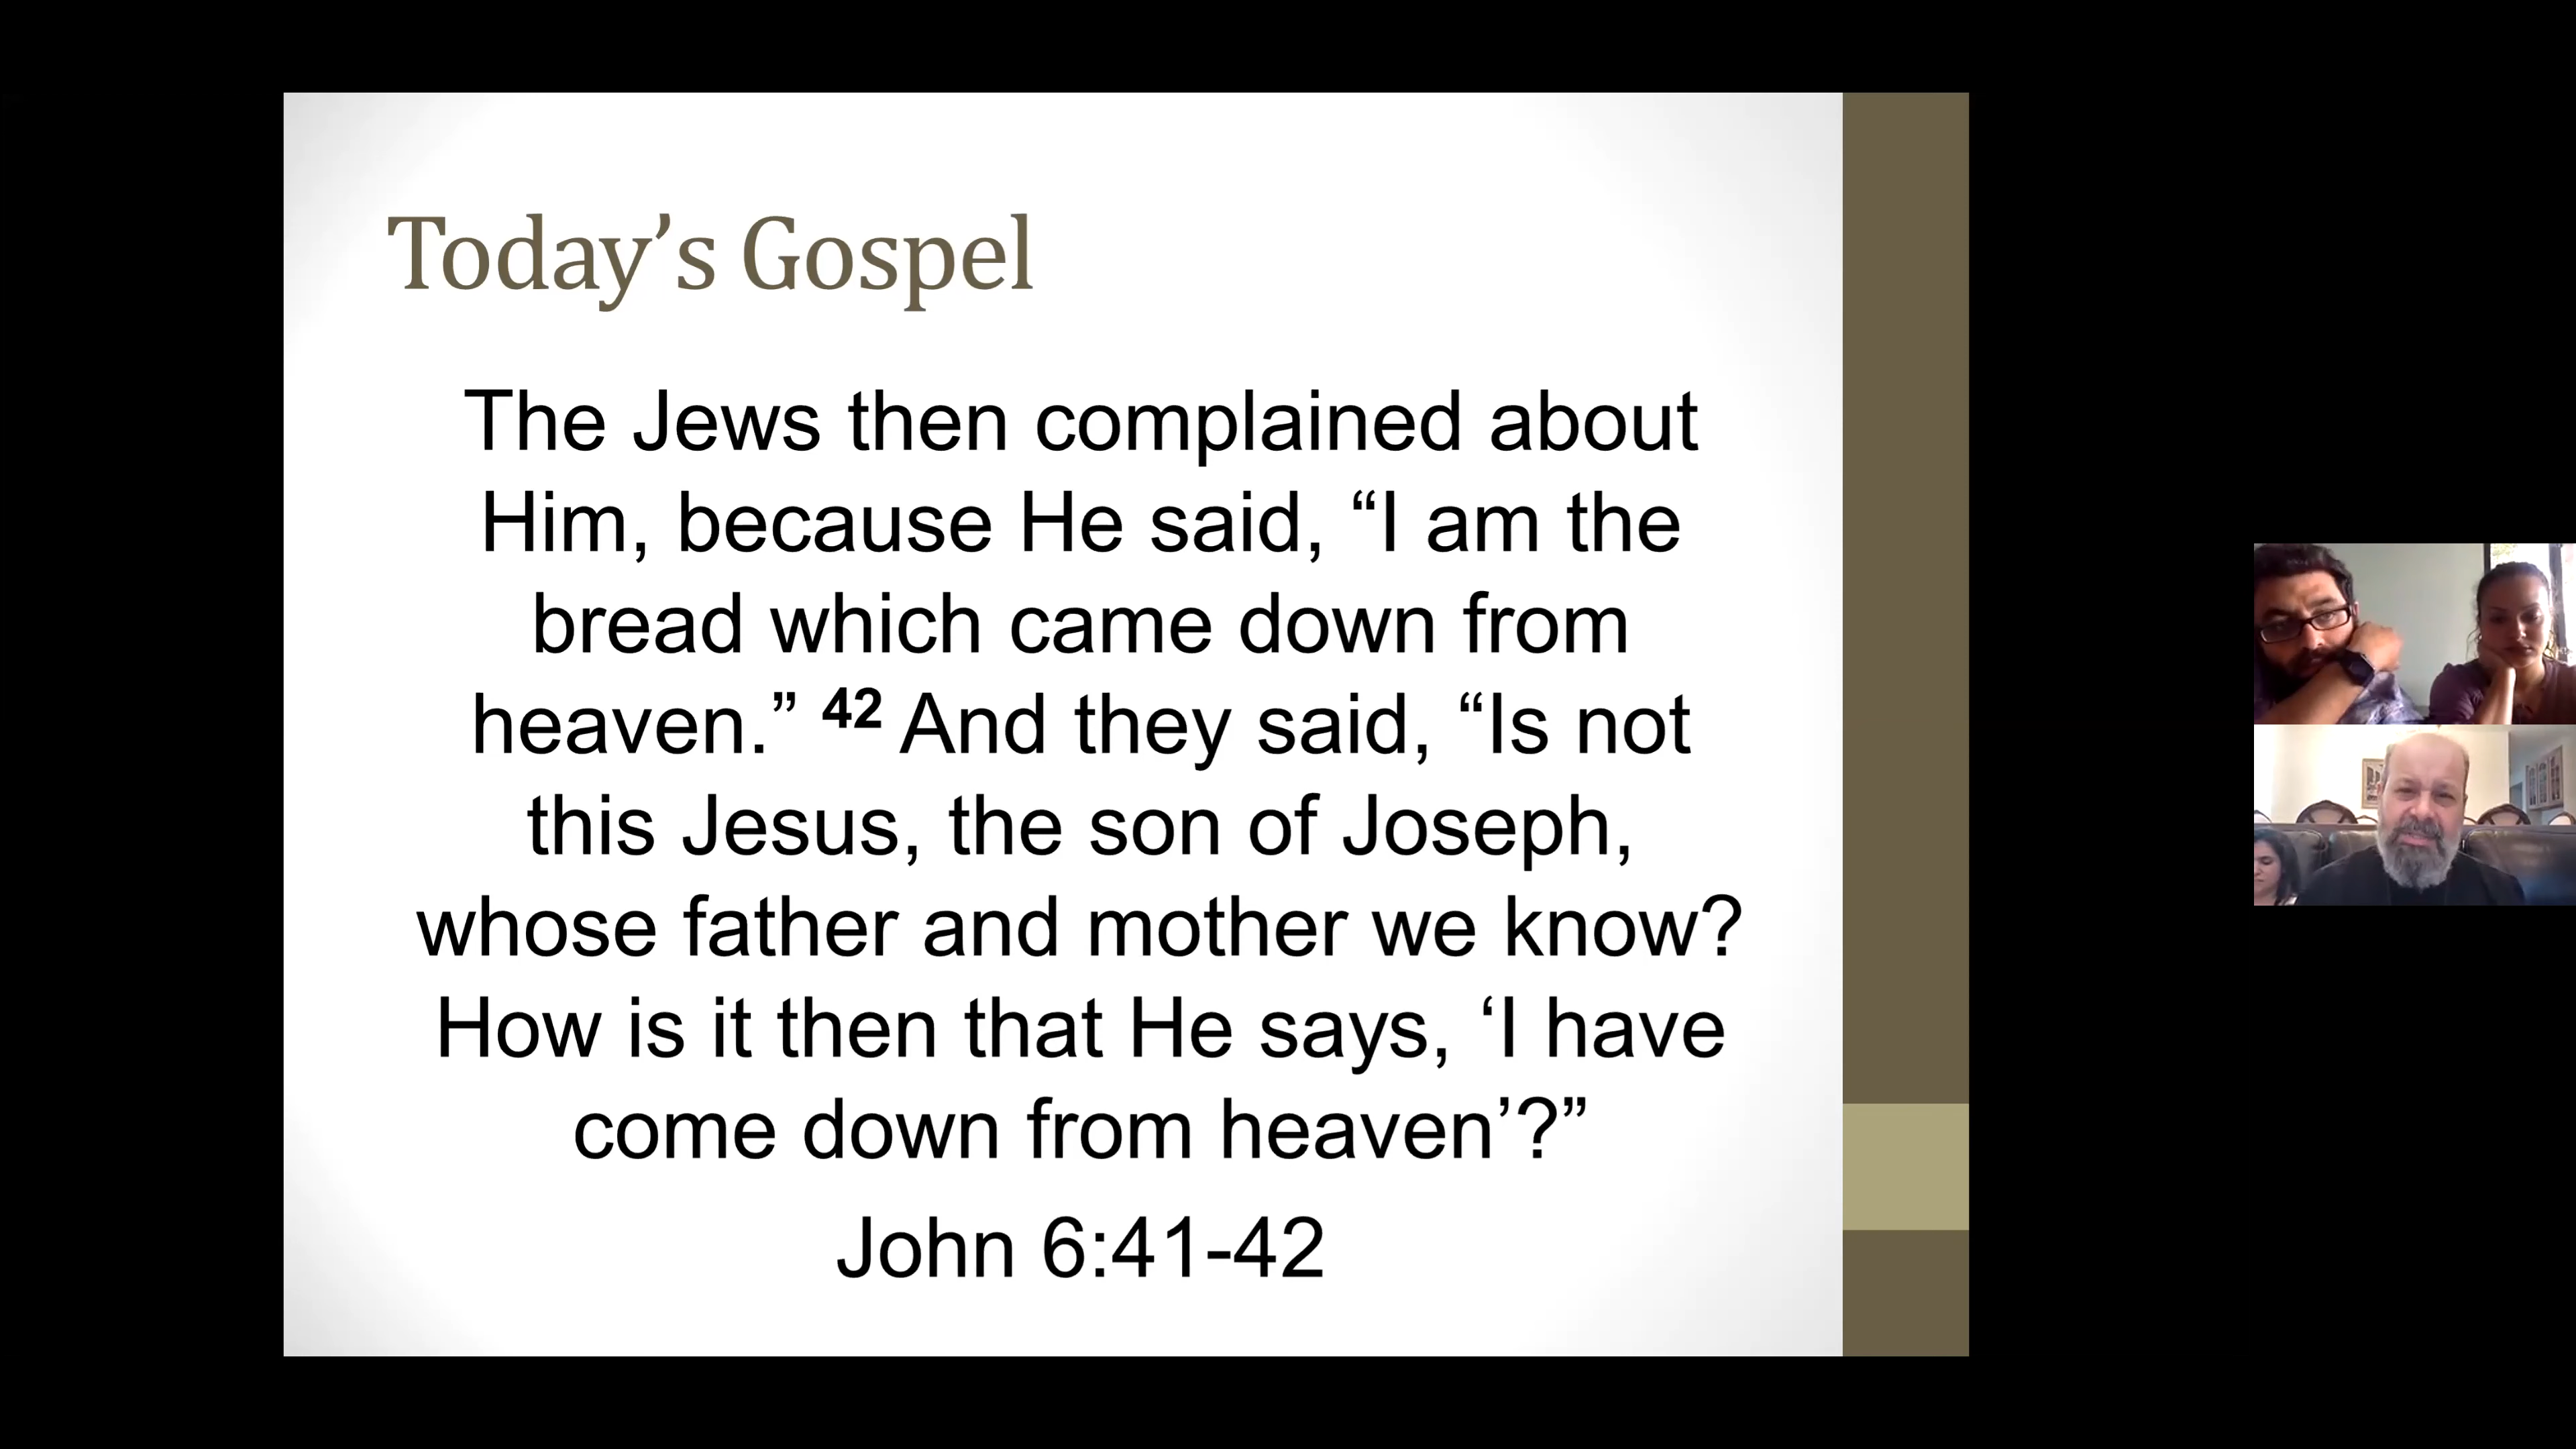 Today’s Gospel
The Jews then complained about
Him, because He said, “I am the
bread which came down from
heaven.” 42 And they said, “Is not
this Jesus, the son of Joseph,
whose father and mother we know?
How is it then that He says, ‘I have
come down from heaven’?”
John 6:41-42